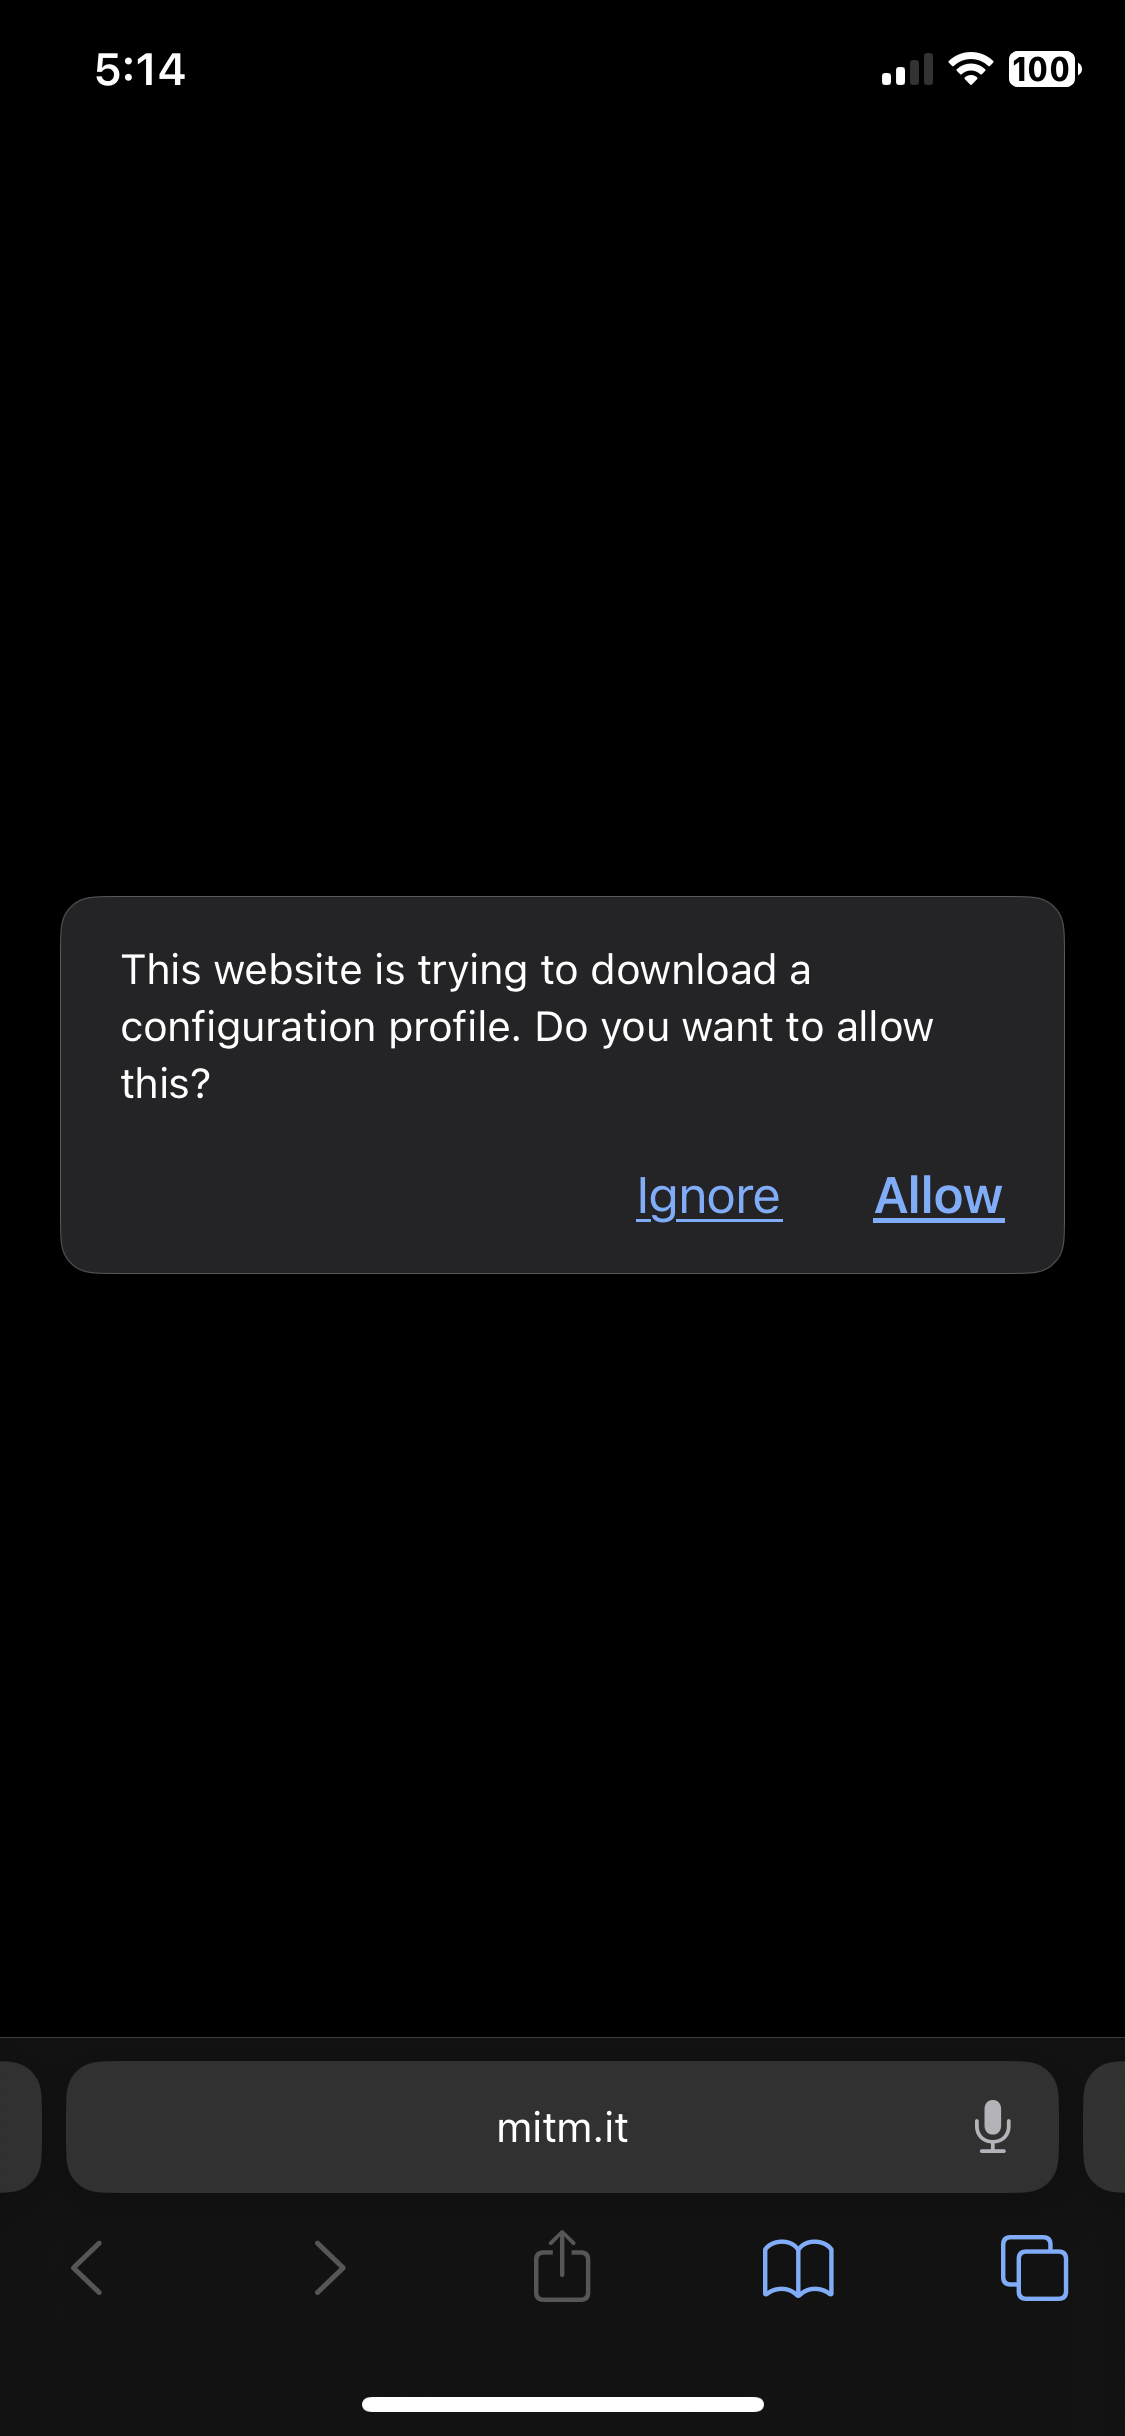 5:14
100
This website is trying to download a
configuration profile. Do you want to allow
this?
Ignore Allow
mitm.it